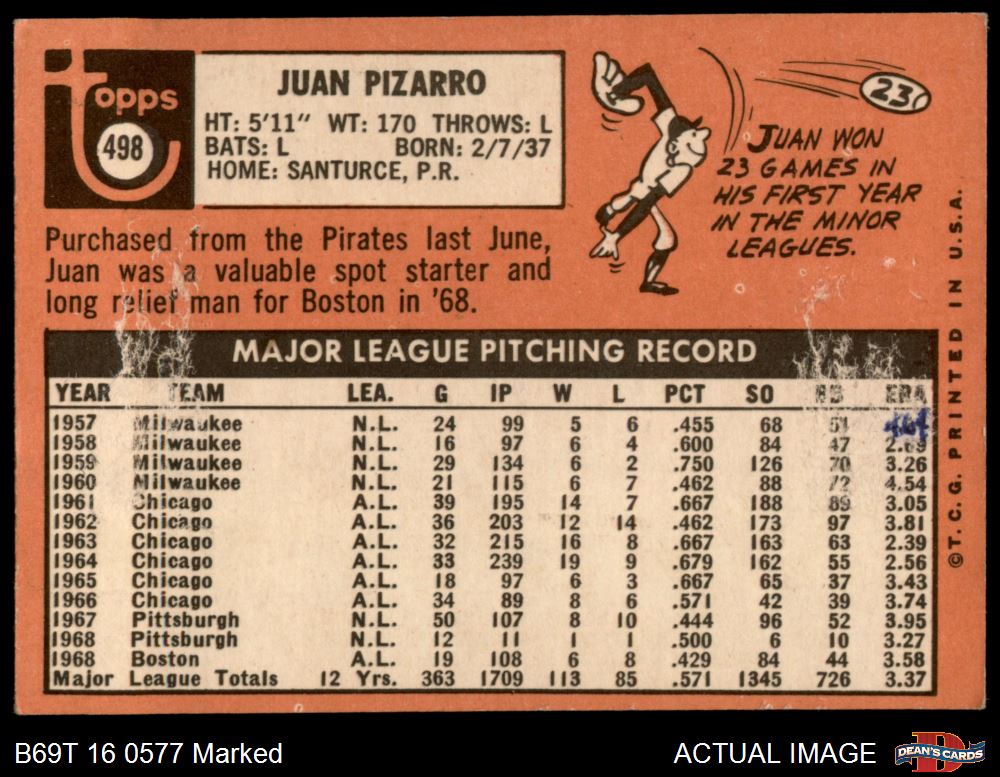 topps
498
JUAN PIZARRO
HT: 5'11" WT: 170 THROWS: L
BATS: L BORN: 2/7/37
HOME: SANTURCE, P.R.
23
JUAN WON
23 GAMES IN
HIS FIRST YEAR
IN THE MINOR
LEAGUES.
Purchased from the Pirates last June,
Juan was a valuable spot starter and
long relief man for Boston in '68.
MAJOR LEAGUE PITCHING RECORD
YEAR TEAM LEA. G IP W L PCT SO BB ERA
1957 Milwaukee N.L. 24 99 5 6 .455 68 51
1958 Milwaukee N.L. 16 97 6 4 .600 84 47 2.69
1959 Milwaukee N.L. 29 134 6 2 .750 126 70 3.26
1960 Milwaukee N.L. 21 115 6 7 .462 88 72 4.54
1961 Chicago A.L. 39 195 14 7 .667 188 89 3.05
1962 Chicago A.L. 36 203 12 14 .462 173 97 3.81
1963 Chicago A.L. 32 215 16 8 .667 163 63 2.39
1964 Chicago A.L. 33 239 19 9 .679 162 55 2.56
1965 Chicago A.L. 18 97 6 3 .667 65 37 3.43
1966 Chicago A.L. 34 89 8 6 .571 42 39 3.74
1967 Pittsburgh N.L. 50 107 8 10 .444 96 52 3.95
1968 Pittsburgh N.L. 12 11 1 1 .500 6 10 3.27
1968 Boston A.L. 19 108 6 8 .429 84 44 3.58
Major League Totals 12 Yrs. 363 1709 113 85 .571 1345 726 3.37
©T. C. G. PRINTED IN U.S.A.
B69T 16 0577 Marked
ACTUAL IMAGE
DEAN'S CARDS